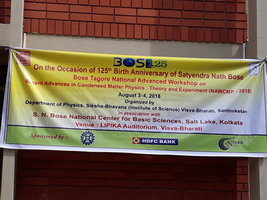 BOSE125
On the Occasion of 125th Birth Anniversary of Satyendra Nath Bose
Bose Tagore National Advanced Workshop on
Recent Advances in Condensed Matter Physics : Theory and Experiment (NAWCMP - 2018)
August 3-4, 2018
Organized by
Department of Physics, Siksha-Bhavana (Institute of Science) Visva-Bharati, Santiniketan
in association with
S. N. Bose National Center for Basic Sciences, Salt Lake, Kolkata
Venue : LIPIKA Auditorium, Visva-Bharati
Sponsored by :
HDFC BANK